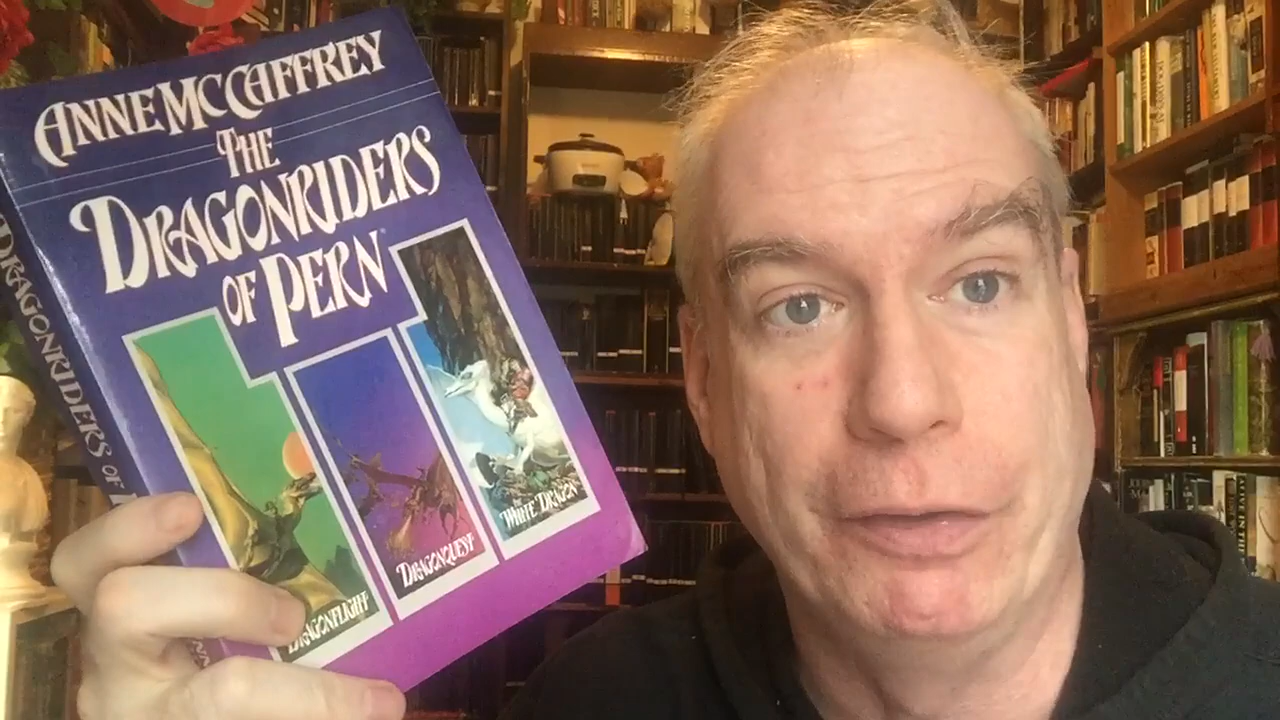 ANNE MCCAFFREY
THE
DRAGONRIDERS
OF PERN
DRAGONFLIGHT
DRAGONQUEST
WHITE DRAGON
DRAGONRIDERS OF